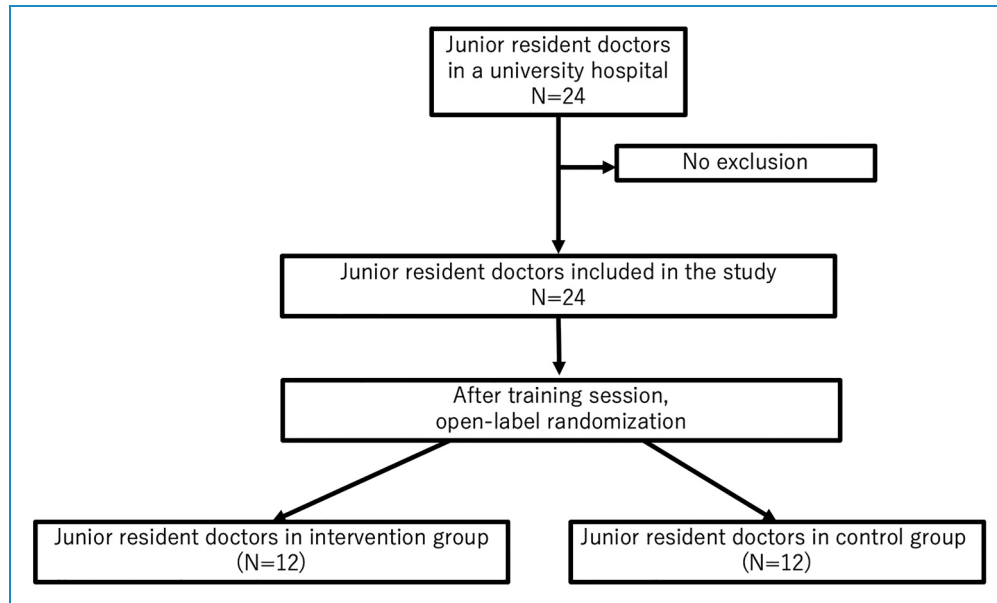 Junior resident doctors
in a university hospital
N=24
No exclusion
Junior resident doctors included in the study
N=24
After training session,
open-label randomization
Junior resident doctors in intervention group
(N=12)
Junior resident doctors in control group
(N=12)